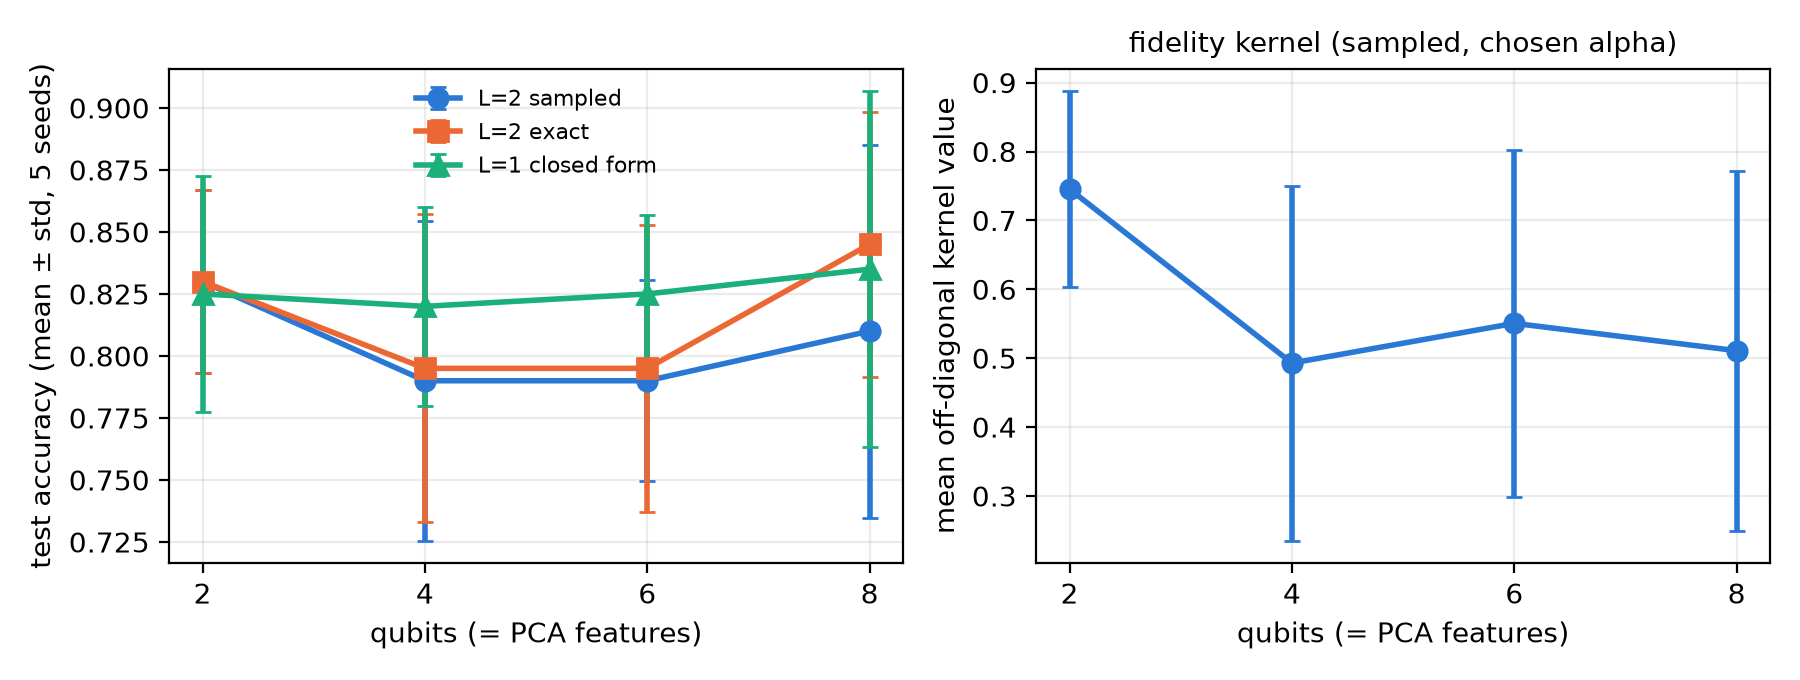 test accuracy (mean ± std, 5 seeds)
0.900
0.875
0.850
0.825
0.800
0.775
0.750
0.725
L=2 sampled
L=2 exact
L=1 closed form
2
4
6
8
qubits (= PCA features)
fidelity kernel (sampled, chosen alpha)
mean off-diagonal kernel value
0.9
0.8
0.7
0.6
0.5
0.4
0.3
2
4
6
8
qubits (= PCA features)